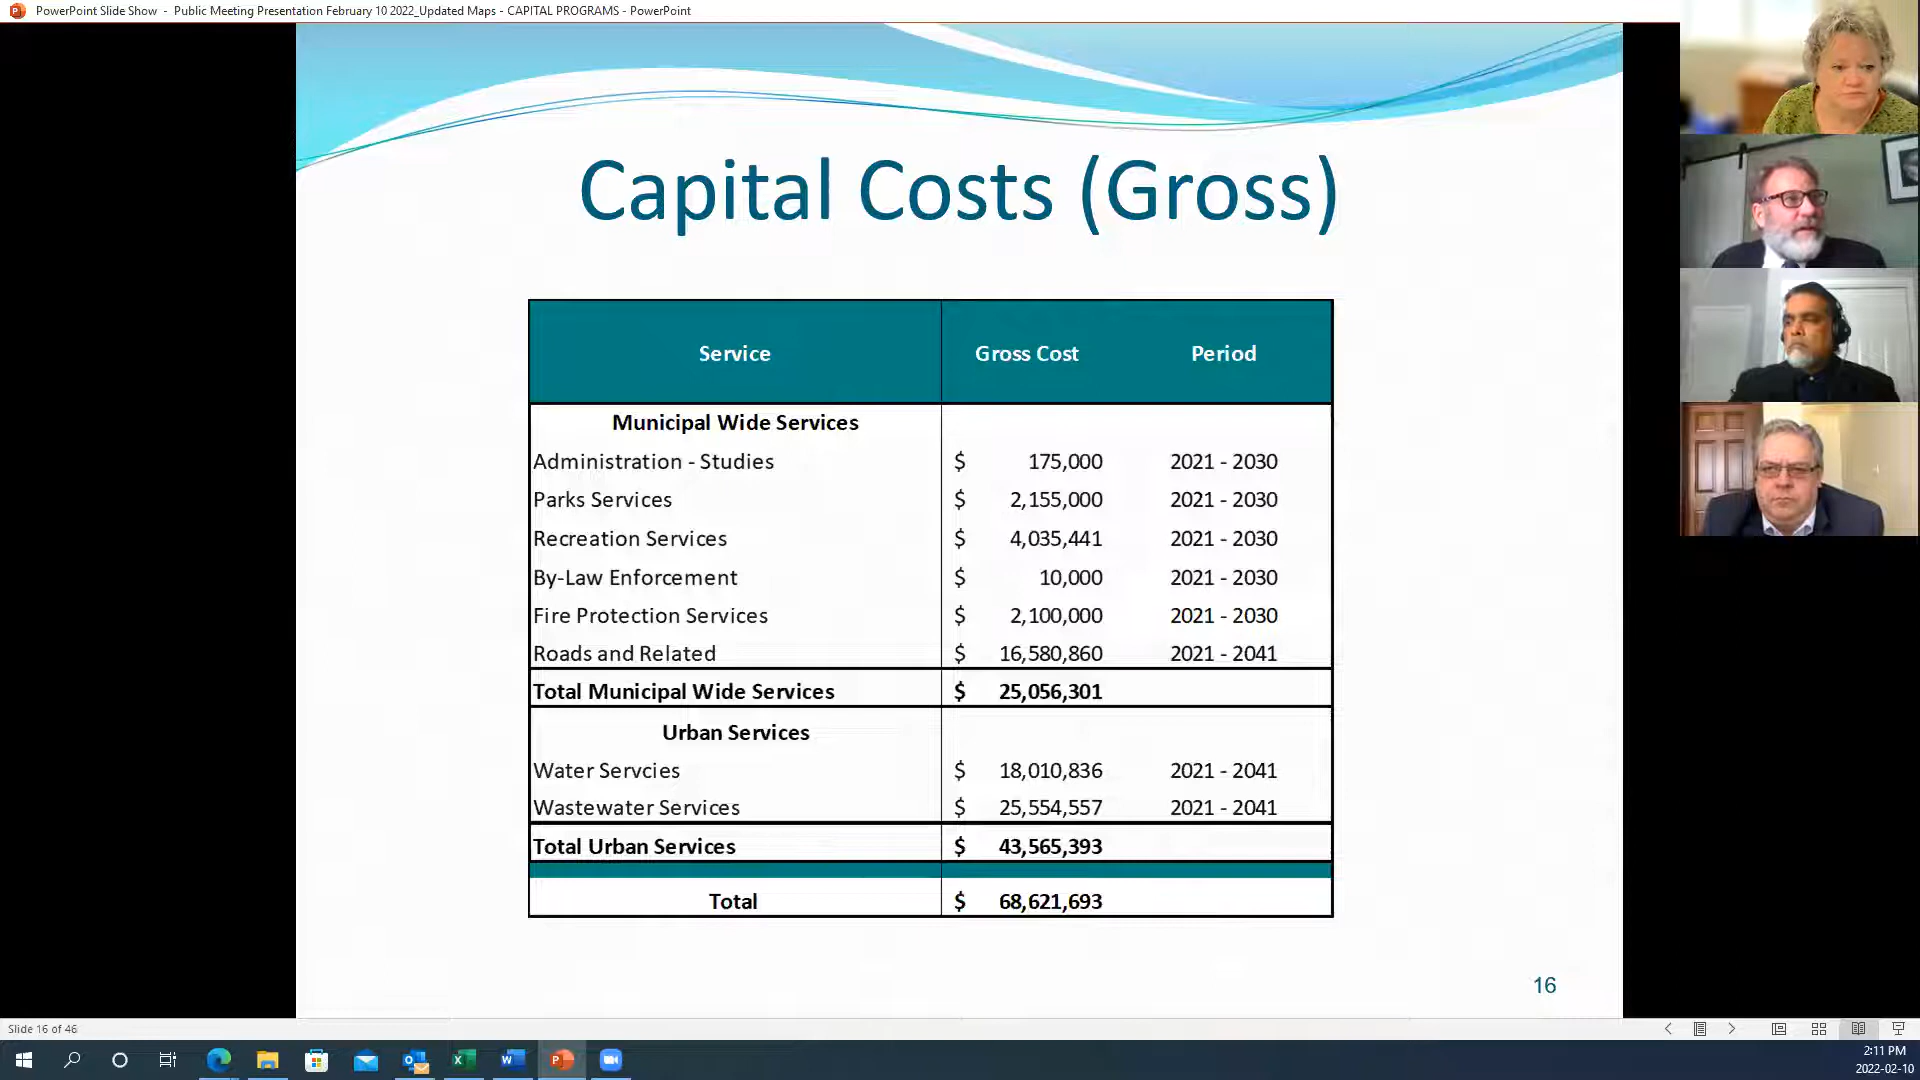 PowerPoint Slide Show - Public Meeting Presentation February 10 2022_Updated Maps - CAPITAL PROGRAMS - PowerPoint
Capital Costs (Gross)
Service Gross Cost Period
Municipal Wide Services
Administration - Studies $ 175,000 2021 - 2030
Parks Services $ 2,155,000 2021 - 2030
Recreation Services $ 4,035,441 2021 - 2030
By-Law Enforcement $ 10,000 2021 - 2030
Fire Protection Services $ 2,100,000 2021 - 2030
Roads and Related $ 16,580,860 2021 - 2041
Total Municipal Wide Services $ 25,056,301
Urban Services
Water Servcies $ 18,010,836 2021 - 2041
Wastewater Services $ 25,554,557 2021 - 2041
Total Urban Services $ 43,565,393
Total $ 68,621,693
16
Slide 16 of 46
2:11 PM
2022-02-10